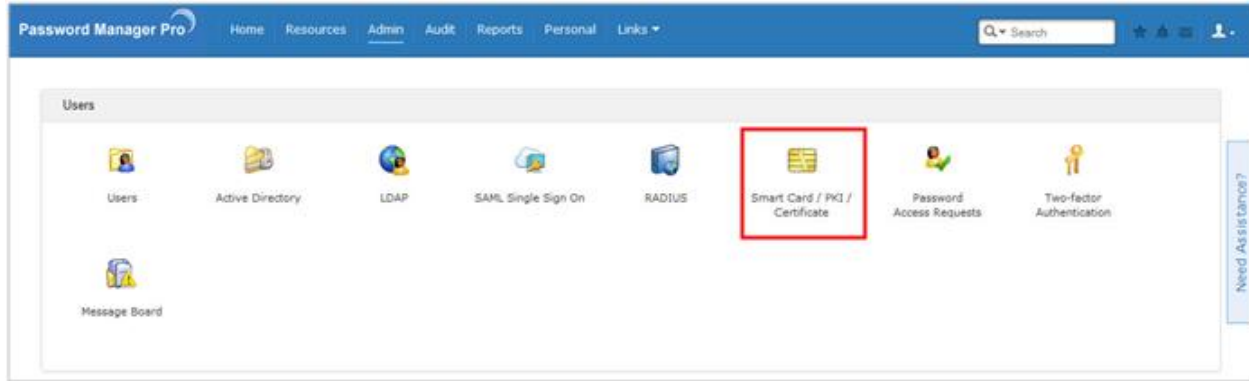 Password Manager Pro Home Resources Admin Audit Reports Personal Links Search
Users
Users Active Directory LDAP SAML Single Sign On RADIUS Smart Card / PKI / Password Two-factor
Certificate Access Requests Authentication
Message Board
Need Assistance?